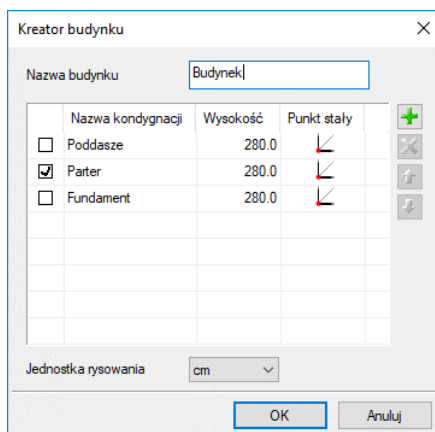 Kreator budynku
Nazwa budynku Budynek
Nazwa kondygnacji Wysokość Punkt stały
Poddasze 280.0
Parter 280.0
Fundament 280.0
Jednostka rysowania cm
OK Anuluj